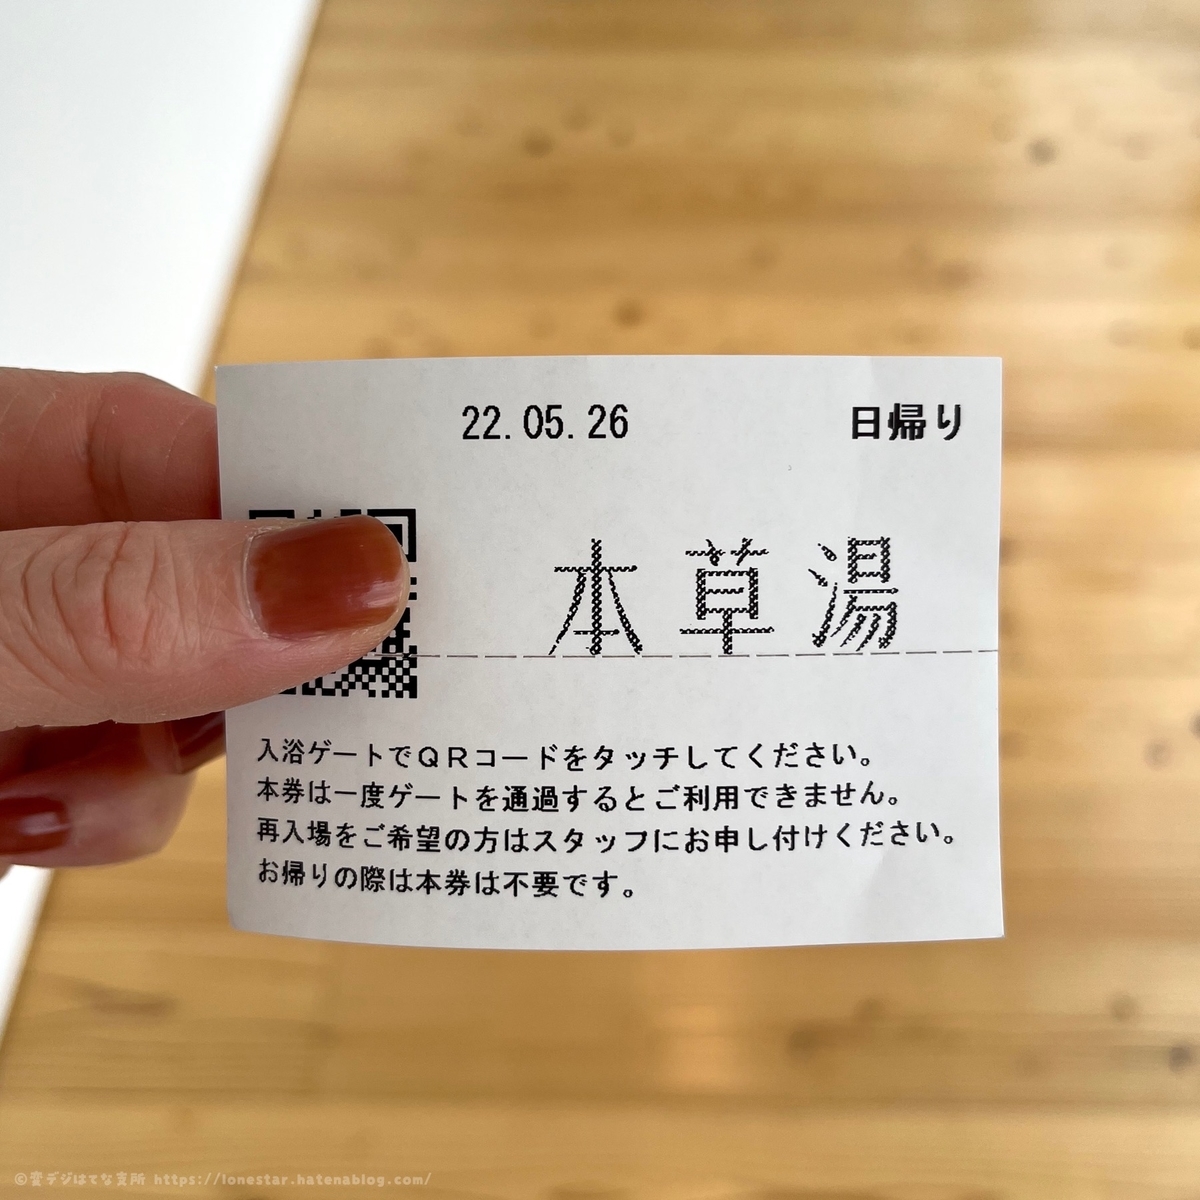 22.05.26 日帰り
本草湯
入浴ゲートでQRコードをタッチしてください。
本券は一度ゲートを通過するとご利用できません。
再入場をご希望の方はスタッフにお申し付けください。
お帰りの際は本券は不要です。
©変デジはてな支所 https://lonestar.hatenablog.com/